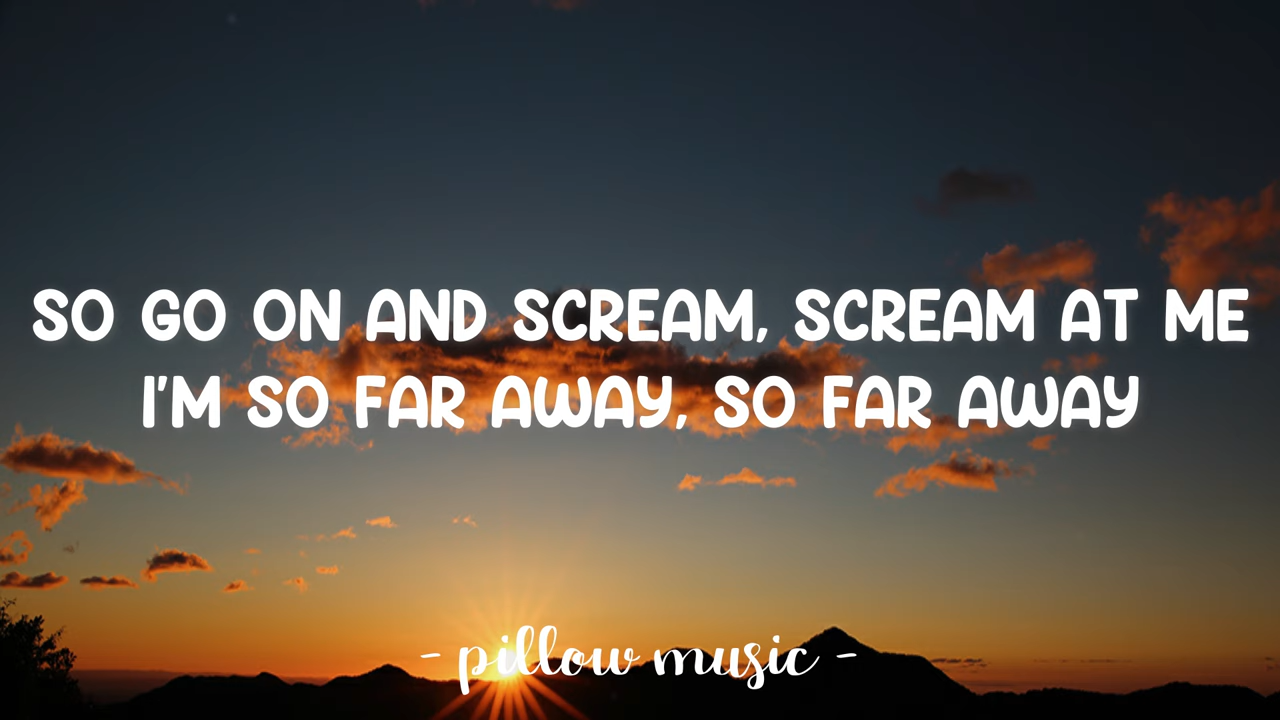 SO GO ON AND SCREAM, SCREAM AT ME
I'M SO FAR AWAY, SO FAR AWAY
- pillow music -